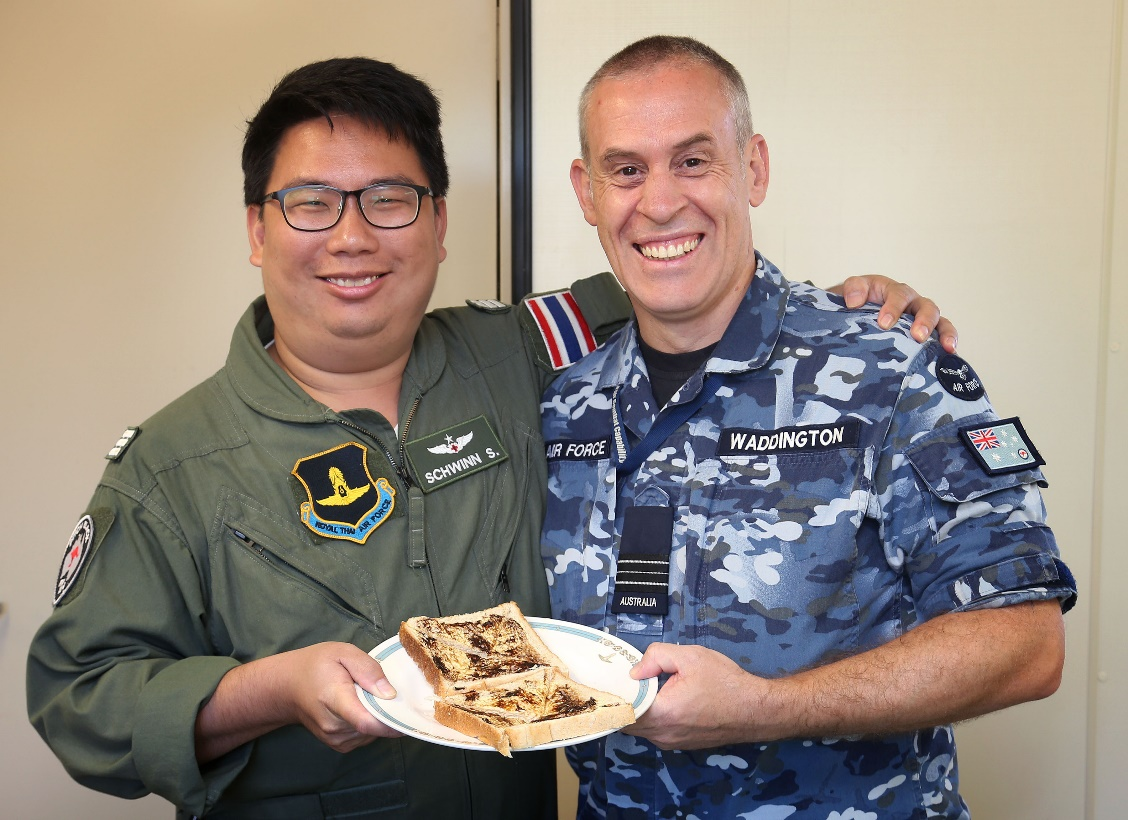 SCHWINN S.
ROYAL THAI AIR FORCE
AIR FORCE
WADDINGTON
AIR FORCE
AUSTRALIA